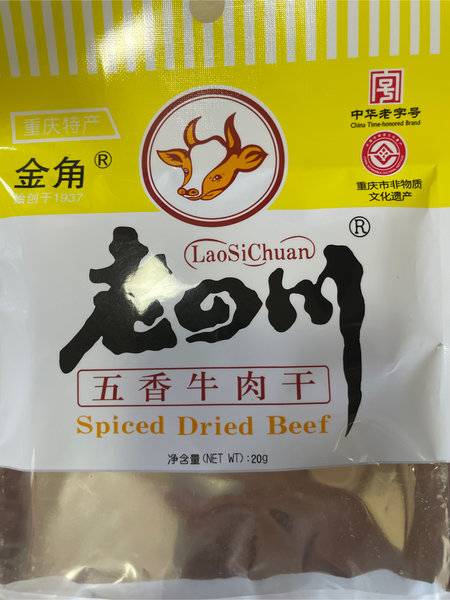 重庆特产
金角®
始创于1937
字号
中华老字号
China Time-honored Brand
重庆市非物质
文化遗产
LaoSiChuan
老四川®
五香牛肉干
Spiced Dried Beef
净含量(NET WT):20g